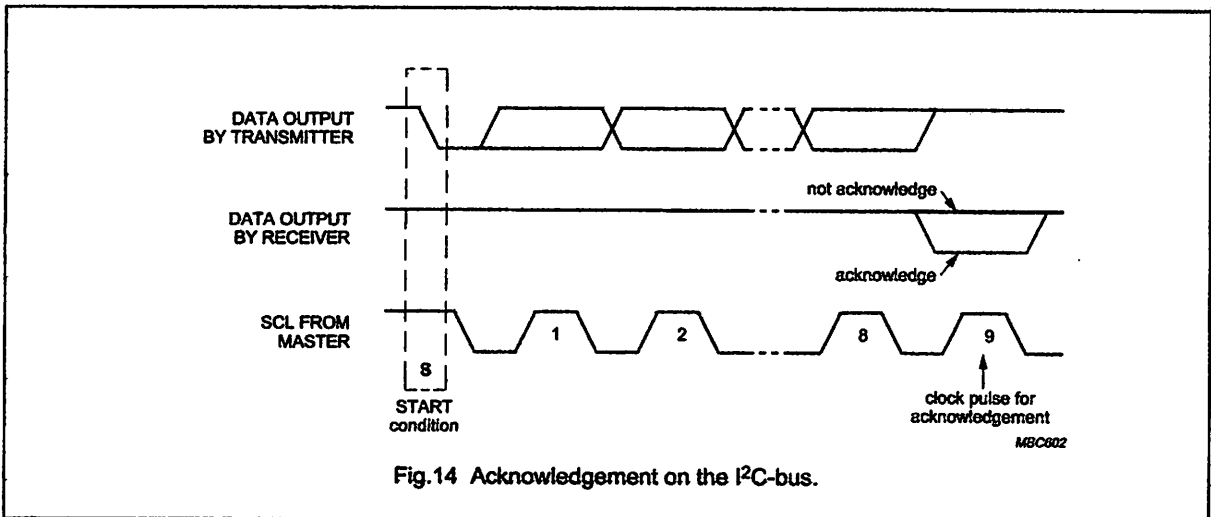 DATA OUTPUT
BY TRANSMITTER
not acknowledge
DATA OUTPUT
BY RECEIVER
acknowledge
SCL FROM
MASTER
1
2
8
9
S
START
condition
clock pulse for
acknowledgement
MBC602
Fig.14 Acknowledgement on the I²C-bus.